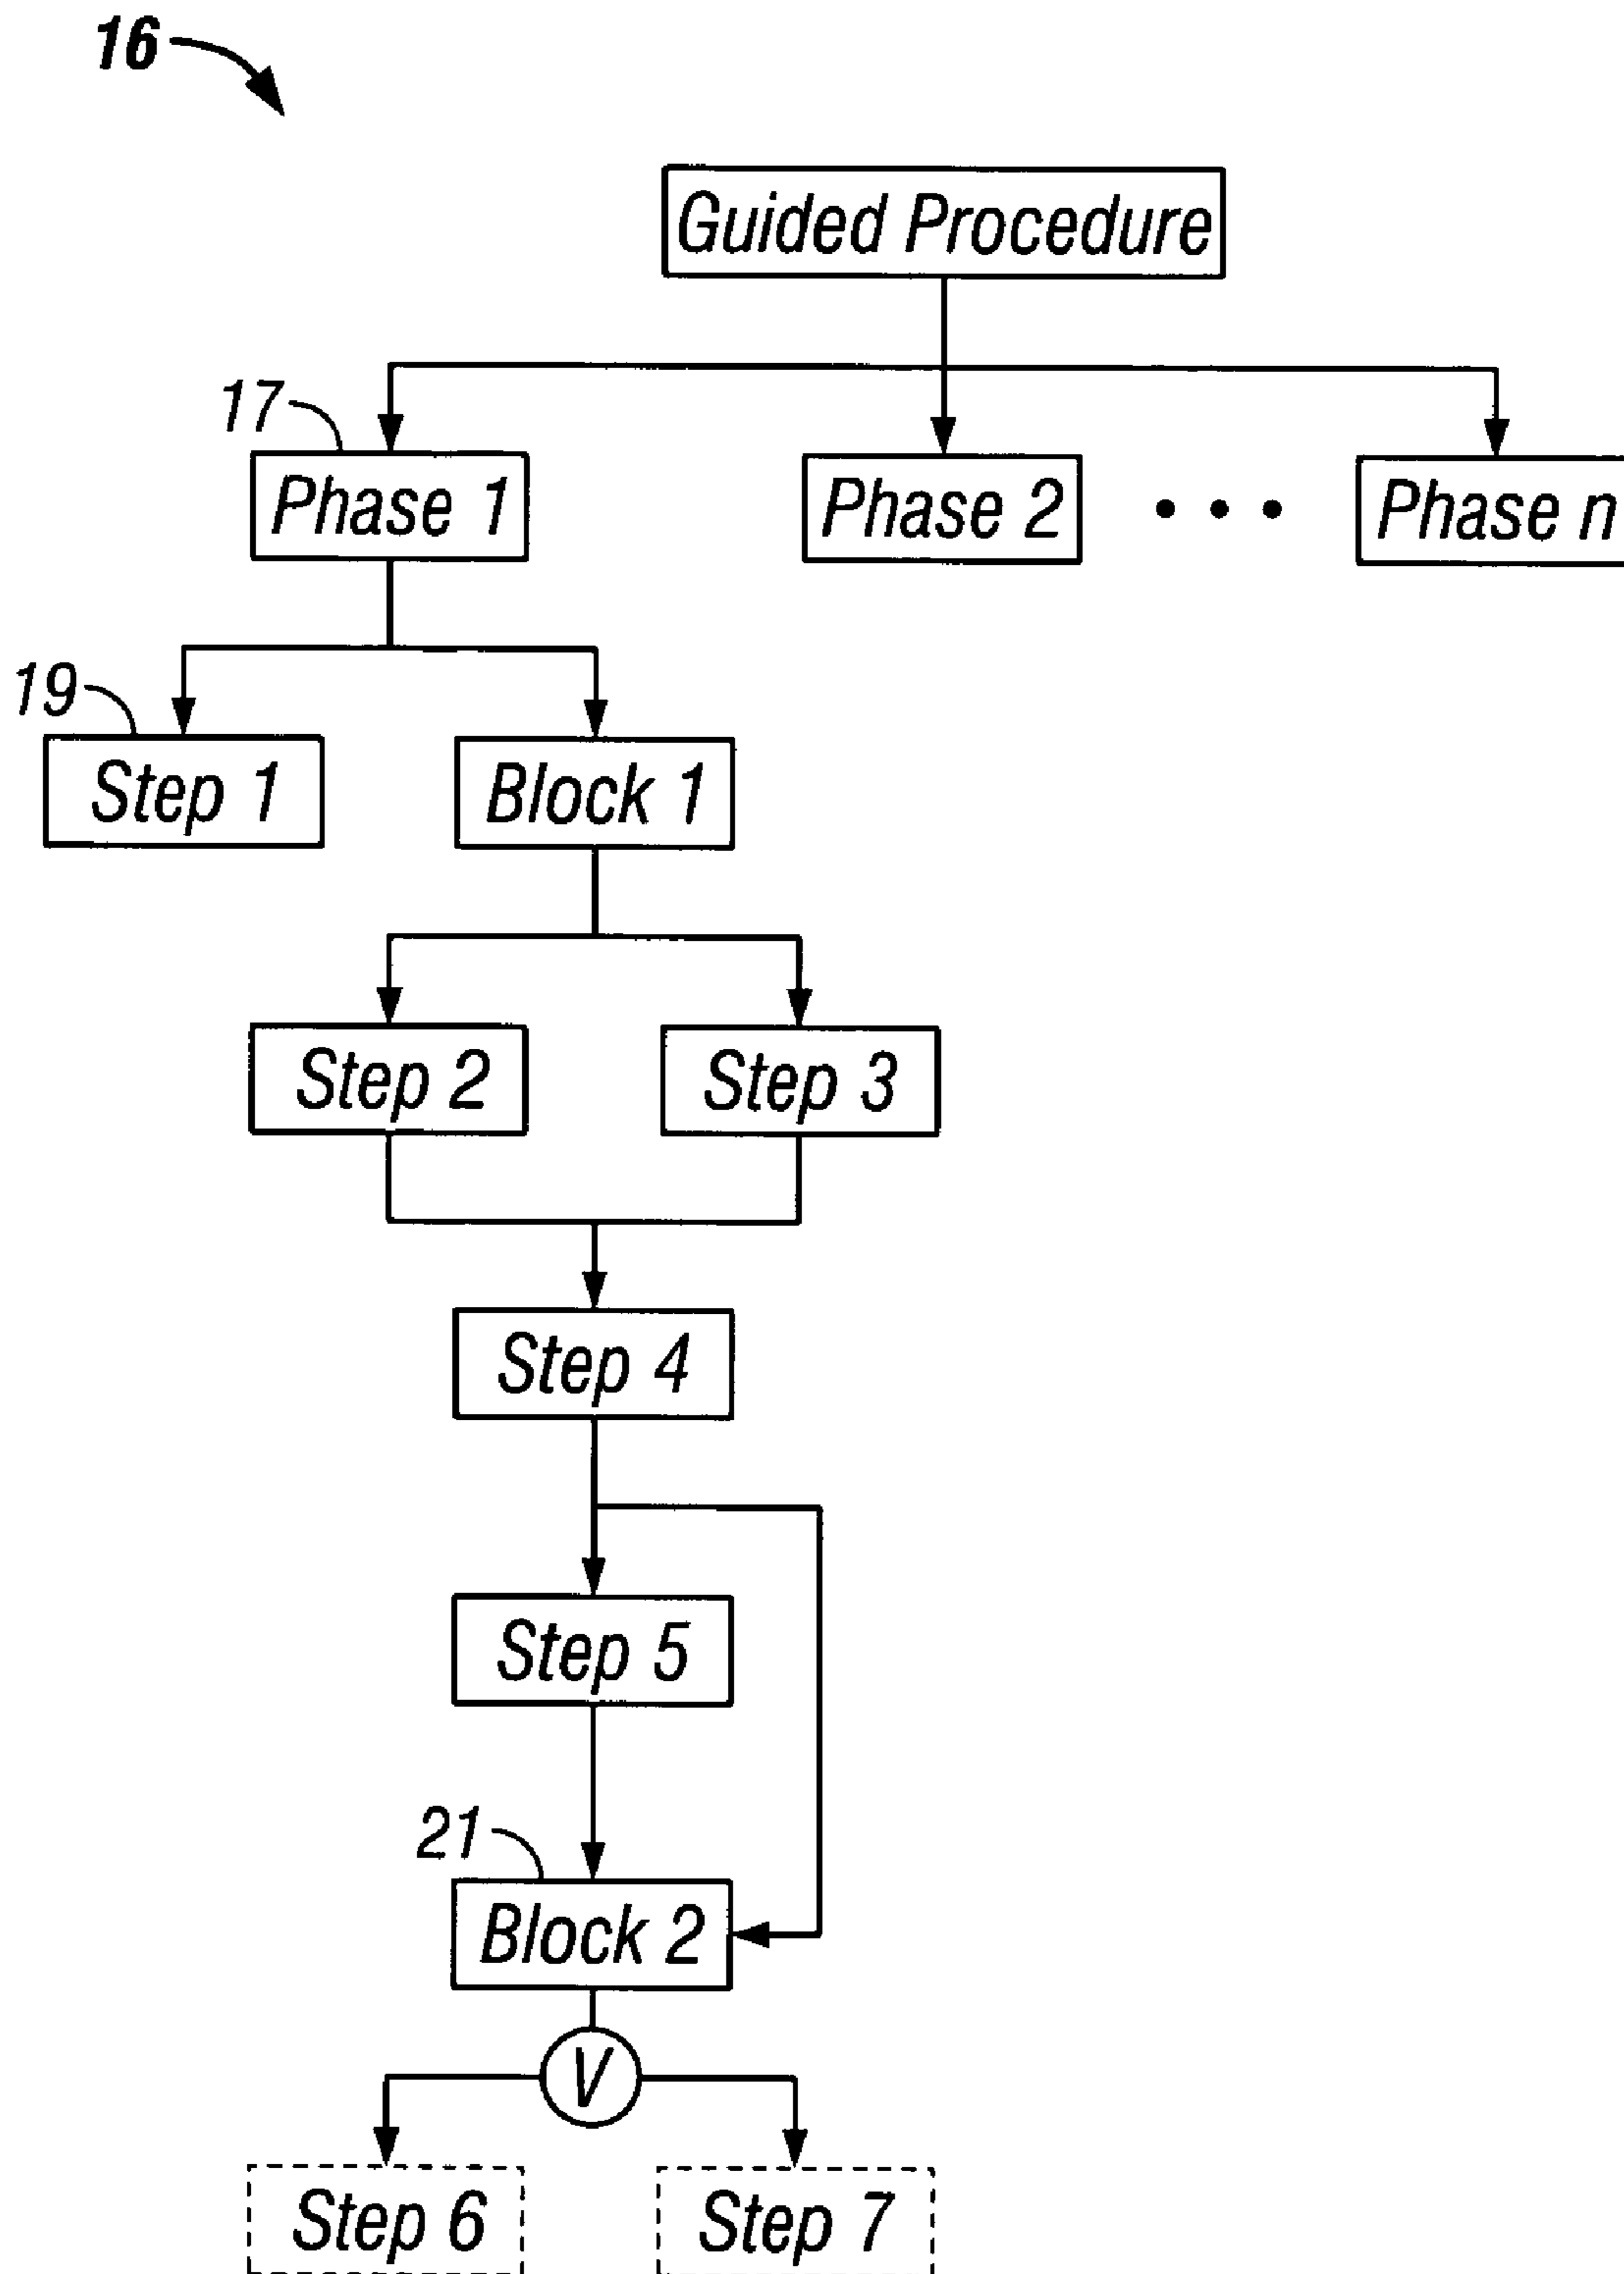 16
Guided Procedure
17
Phase 1
Phase 2
• • •
Phase n
19
Step 1
Block 1
Step 2
Step 3
Step 4
Step 5
21
Block 2
V
Step 6
Step 7